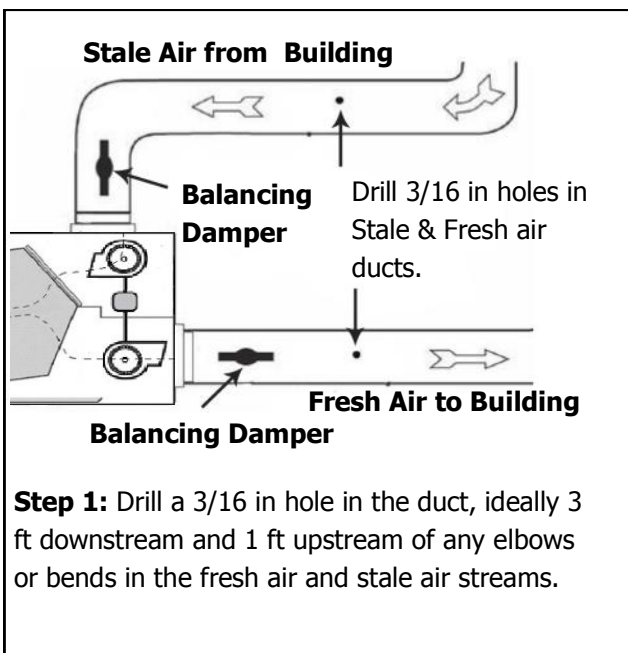 Stale Air from Building
Balancing
Damper
Drill 3/16 in holes in
Stale & Fresh air
ducts.
Fresh Air to Building
Balancing Damper
Step 1: Drill a 3/16 in hole in the duct, ideally 3
ft downstream and 1 ft upstream of any elbows
or bends in the fresh air and stale air streams.